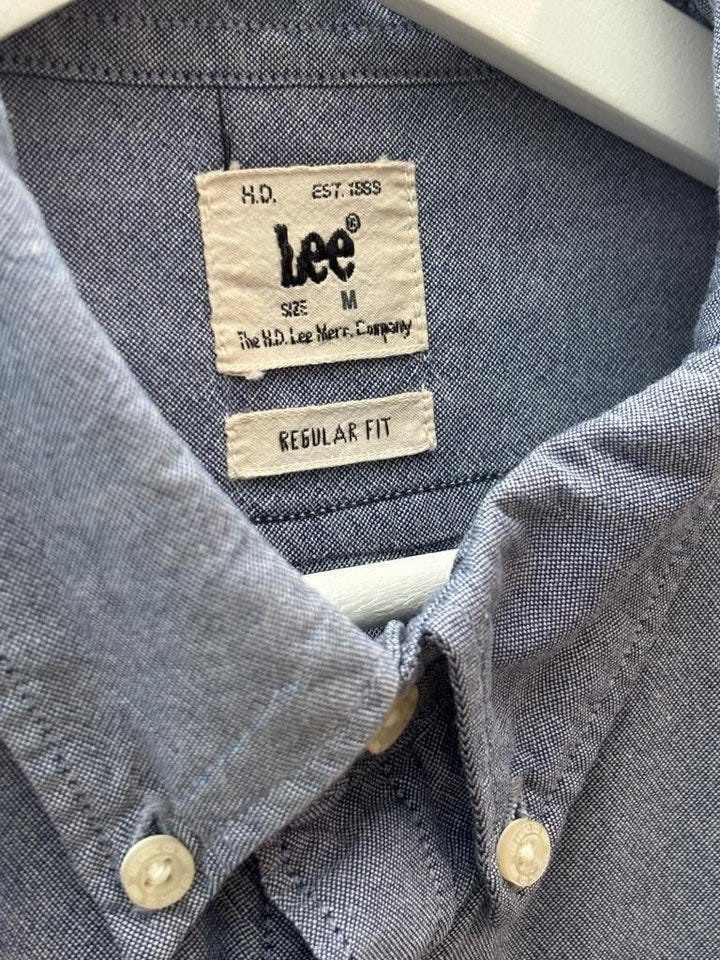 H.D. EST. 1889
Lee®
SIZE M
The H.D. Lee Merc. Company
REGULAR FIT